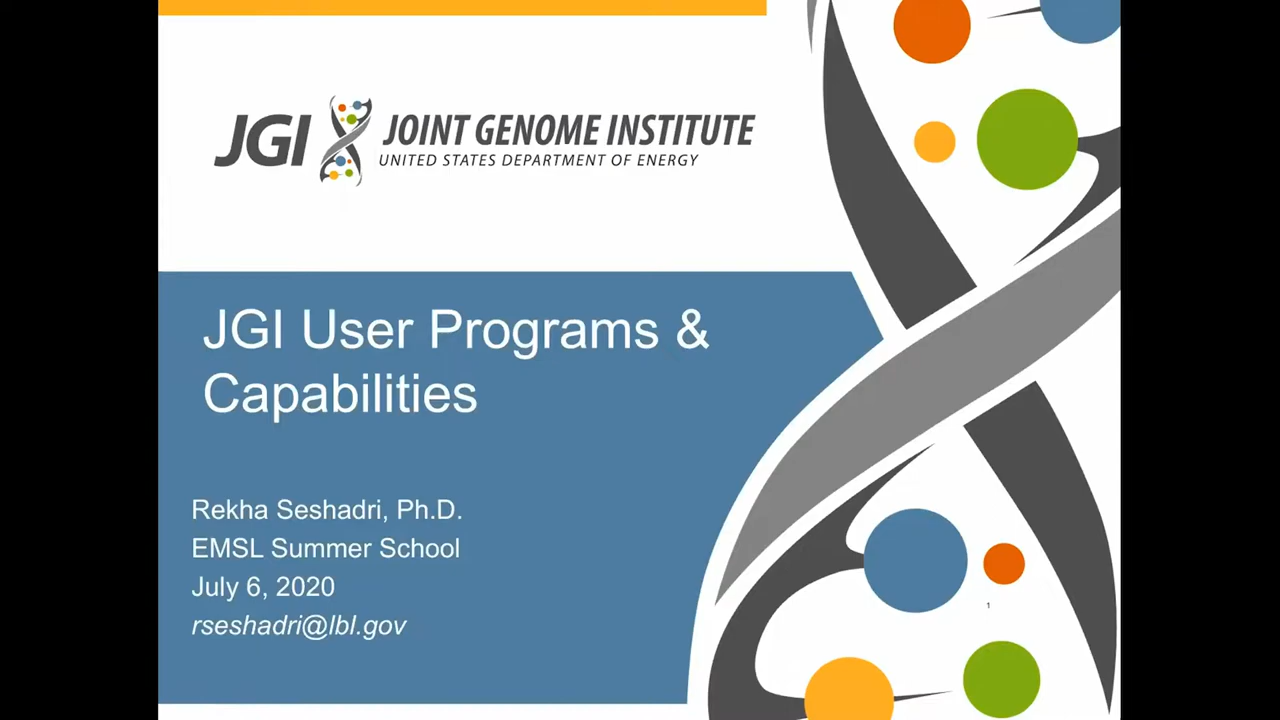 JGI JOINT GENOME INSTITUTE
UNITED STATES DEPARTMENT OF ENERGY
JGI User Programs &
Capabilities
Rekha Seshadri, Ph.D.
EMSL Summer School
July 6, 2020
rseshadri@lbl.gov
1